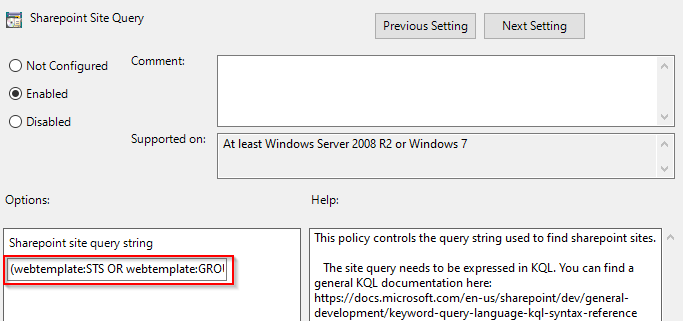 Sharepoint Site Query
Previous Setting
Next Setting
Not Configured
Comment:
Enabled
Disabled
Supported on:
At least Windows Server 2008 R2 or Windows 7
Options:
Help:
Sharepoint site query string
(webtemplate:STS OR webtemplate:GROU
This policy controls the query string used to find sharepoint sites.
The site query needs to be expressed in KQL. You can find a
general KQL documentation here:
https://docs.microsoft.com/en-us/sharepoint/dev/general-
development/keyword-query-language-kql-syntax-reference